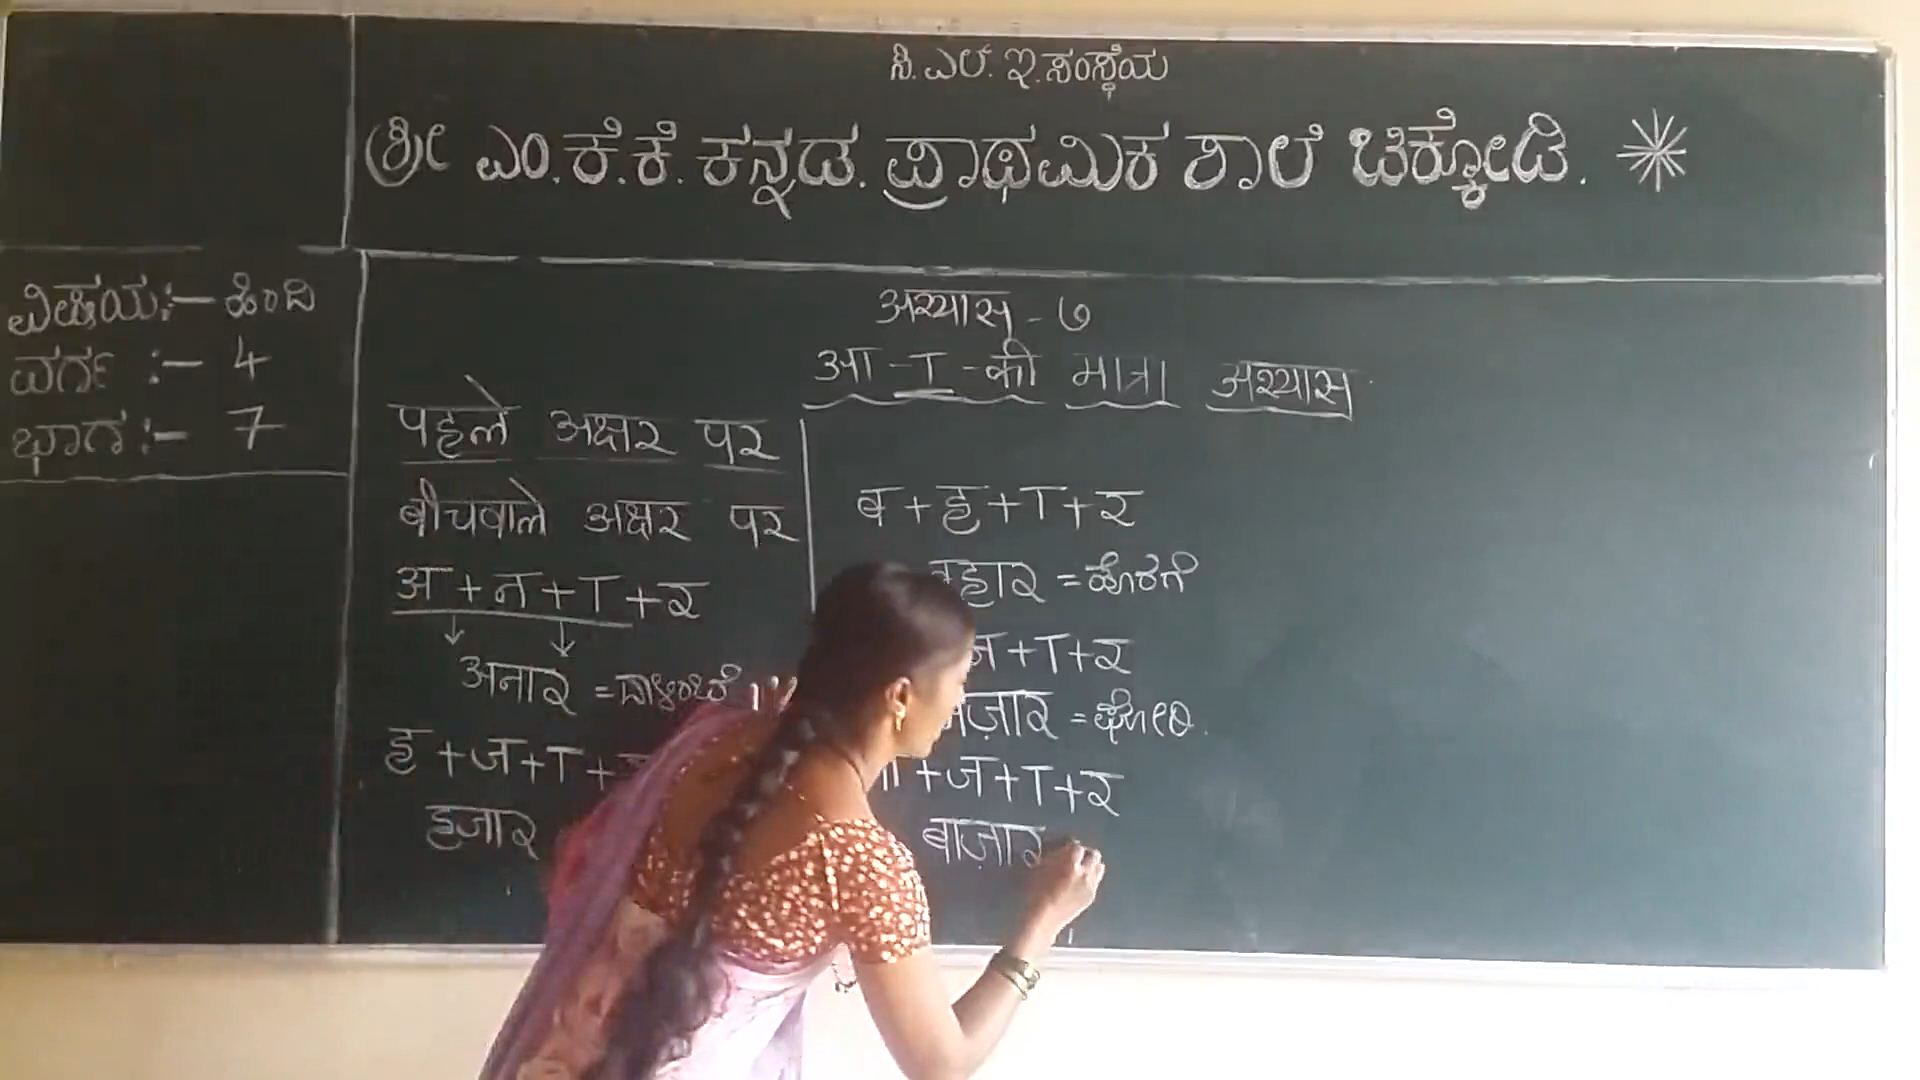 ಸಿ.ಎಲ್.ಇ.ಸಂಸ್ಥೆಯ
ಶ್ರೀ ಎಂ.ಕೆ.ಕೆ.ಕನ್ನಡ. ಪ್ರಾಥಮಿಕ ಶಾಲೆ ಚಿಕ್ಕೋಡಿ.
ವಿಷಯ:- ಹಿಂದಿ
ವರ್ಗ :- 4
ಭಾಗ:- 7
अभ्यास - ७
आ - ा - की मात्रा अभ्यास
पहले अक्षर पर
बीचवाले अक्षर पर
अ + न + ा + र
अनार = ದಾಳಿಂಬೆ
ह + ज + ा +
हजार
ब + ह + ा + र
हार = ಹೊರಗೆ
ज + ा + र
ज़ार = ಘೋರಿ.
+ ज + ा + र
बाज़ार